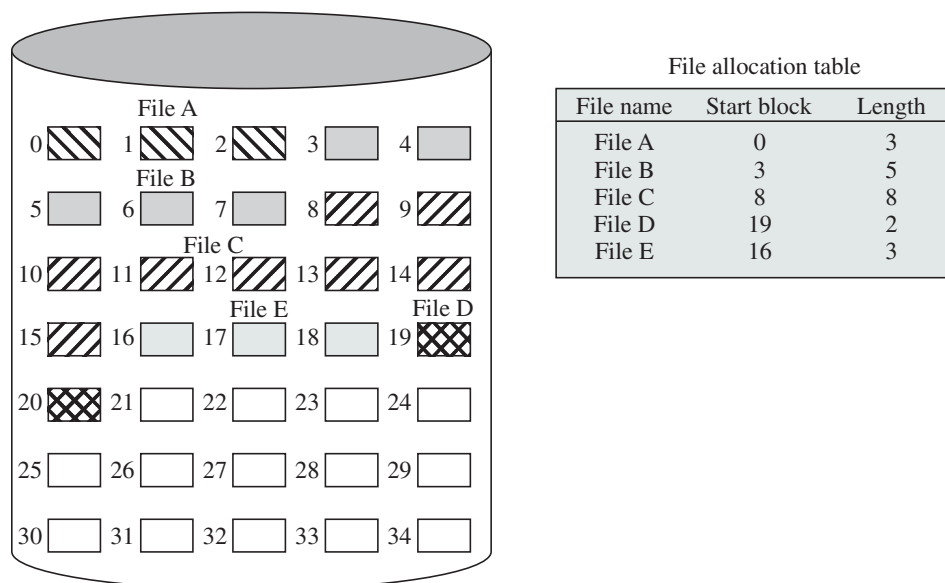 File A
0 1 2 3 4
File B
5 6 7 8 9
File C
10 11 12 13 14
File E File D
15 16 17 18 19
20 21 22 23 24
25 26 27 28 29
30 31 32 33 34
File allocation table
File name Start block Length
File A 0 3
File B 3 5
File C 8 8
File D 19 2
File E 16 3